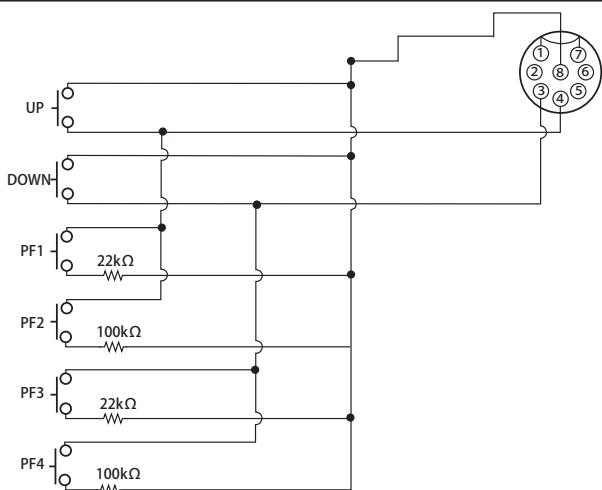 1 7
2 8 6
3 5
4
UP
DOWN
PF1
22kΩ
PF2
100kΩ
PF3
22kΩ
PF4
100kΩ